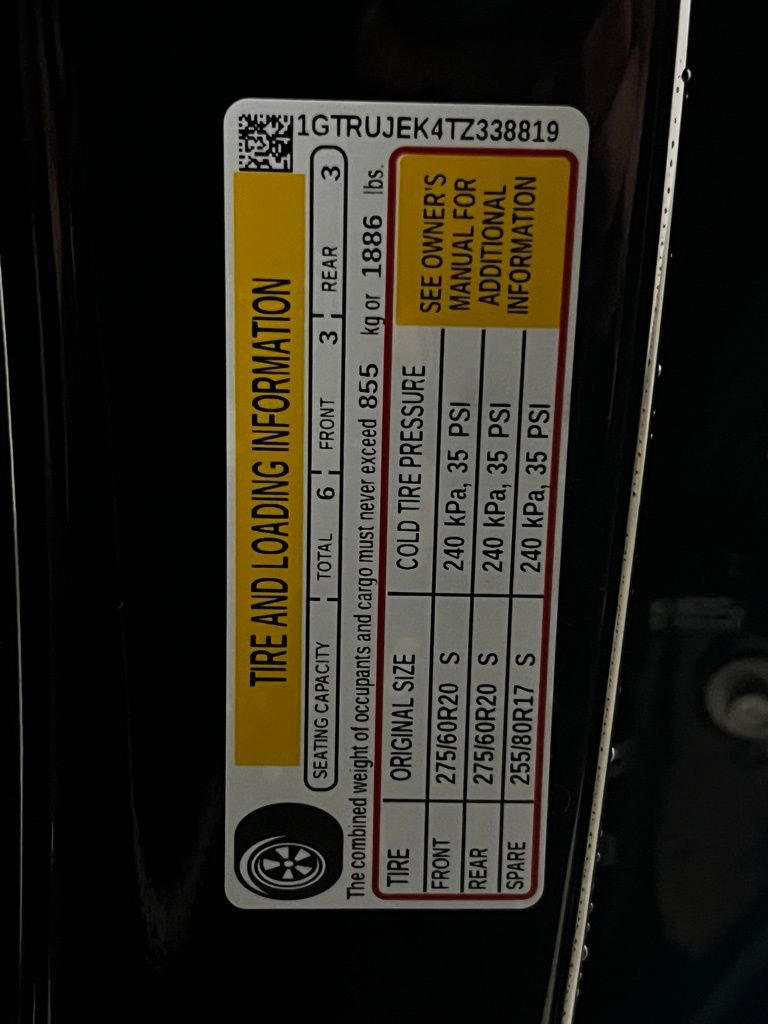 1GTRUJEK4TZ338819
TIRE AND LOADING INFORMATION
SEATING CAPACITY TOTAL 6 FRONT 3 REAR 3
The combined weight of occupants and cargo must never exceed 855 kg or 1886 lbs.
TIRE ORIGINAL SIZE COLD TIRE PRESSURE
FRONT 275/60R20 S 240 kPa, 35 PSI
REAR 275/60R20 S 240 kPa, 35 PSI
SPARE 255/80R17 S 240 kPa, 35 PSI
SEE OWNER'S
MANUAL FOR
ADDITIONAL
INFORMATION